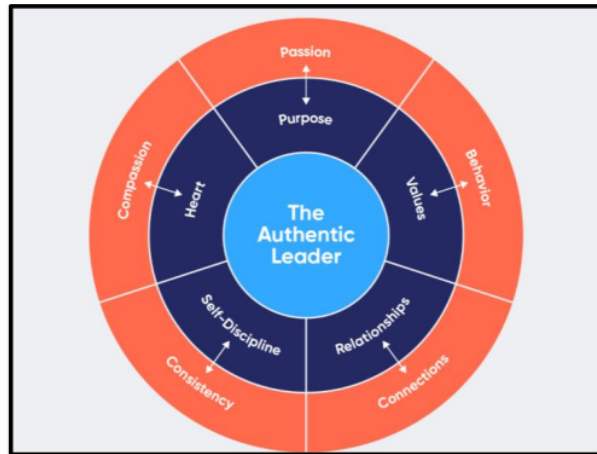 Passion
Purpose
Compassion
Heart
Values
Behavior
The
Authentic
Leader
Self-Discipline
Relationships
Consistency
Connections